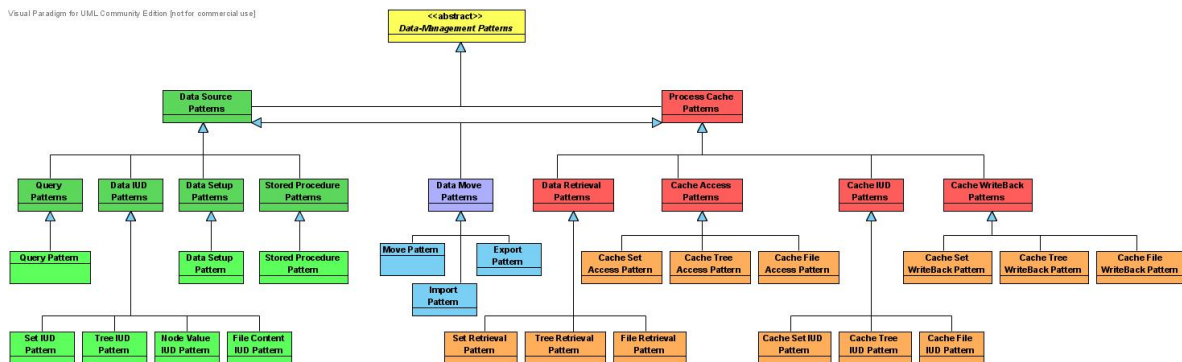 Visual Paradigm for UML Community Edition [not for commercial use]
<<abstract>>
Data-Management Patterns
Data Source
Patterns
Process Cache
Patterns
Query
Patterns
Data IUD
Patterns
Data Setup
Patterns
Stored Procedure
Patterns
Data Move
Patterns
Data Retrieval
Patterns
Cache Access
Patterns
Cache IUD
Patterns
Cache WriteBack
Patterns
Query Pattern
Data Setup
Pattern
Stored Procedure
Pattern
Move Pattern
Export
Pattern
Import
Pattern
Cache Set
Access Pattern
Cache Tree
Access Pattern
Cache File
Access Pattern
Cache Set
WriteBack Pattern
Cache Tree
WriteBack Pattern
Cache File
WriteBack Pattern
Set IUD
Pattern
Tree IUD
Pattern
Node Value
IUD Pattern
File Content
IUD Pattern
Set Retrieval
Pattern
Tree Retrieval
Pattern
File Retrieval
Pattern
Cache Set IUD
Pattern
Cache Tree
IUD Pattern
Cache File
IUD Pattern